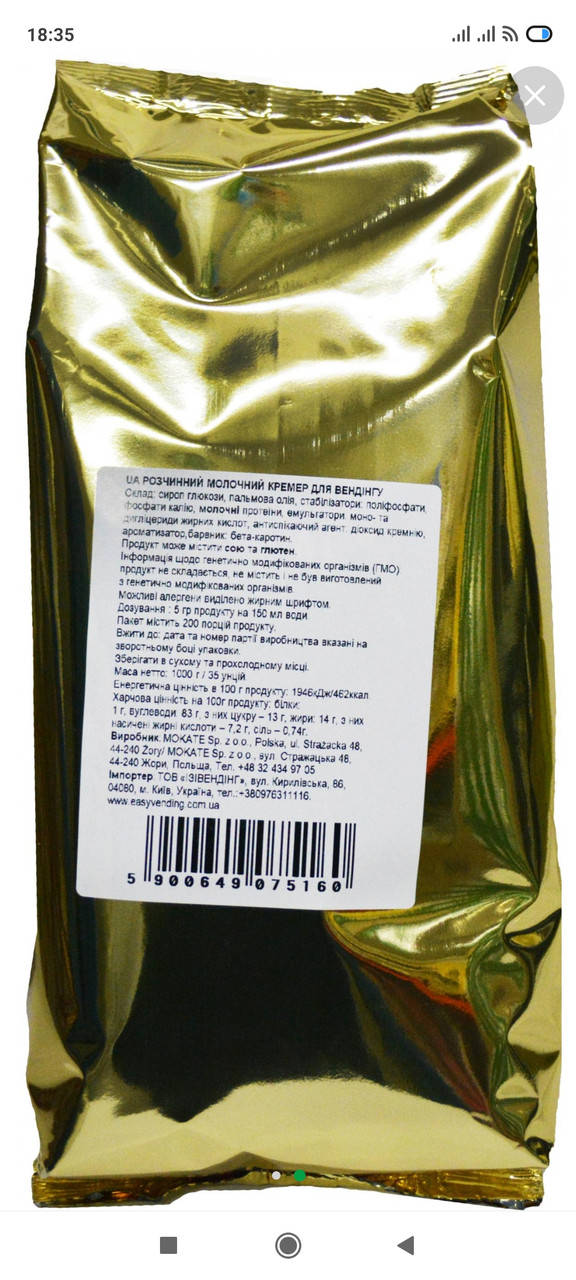 18:35
UA РОЗЧИННИЙ МОЛОЧНИЙ КРЕМЕР ДЛЯ ВЕНДІНГУ
Склад: сироп глюкози, пальмова олія, стабілізатори: поліфосфати,
фосфати калію, молочні протеїни, емульгатори: моно- та
дигліцериди жирних кислот, антиспікаючий агент: діоксид кремнію,
ароматизатор,барвник: бета-каротин.
Продукт може містити сою та глютен.
Інформація щодо генетично модифікованих організмів (ГМО)
продукт не складається, не містить і не був виготовлений
з генетично модифікованих організмів.
Можливі алергени виділено жирним шрифтом.
Дозування : 5 гр продукту на 150 мл води.
Пакет містить 200 порцій продукту.
Вжити до: дата та номер партії виробництва вказані на
зворотньому боці упаковки.
Зберігати в сухому та прохолодному місці.
Маса нетто: 1000 г / 35 унцій
Енергетична цінність в 100 г продукту: 1946кДж/462ккал.
Харчова цінність на 100г продукту: білки:
1 г, вуглеводи: 83 г, з них цукру – 13 г, жири: 14 г, з них
насичені жирні кислоти – 7,2 г, сіль – 0,74г.
Виробник: MOKATE Sp. z o.o., Polska, ul. Strażacka 48,
44-240 Żory/ MOKATE Sp. z o.o., вул. Стражацька 48,
44-240 Жори, Польща, Тел. +48 32 434 97 05
Імпортер: ТОВ «ІЗІВЕНДІНГ», вул. Кирилівська, 86,
04080, м. Київ, Україна, тел.:+380976311116.
www.easyvending.com.ua
5 900649 075160